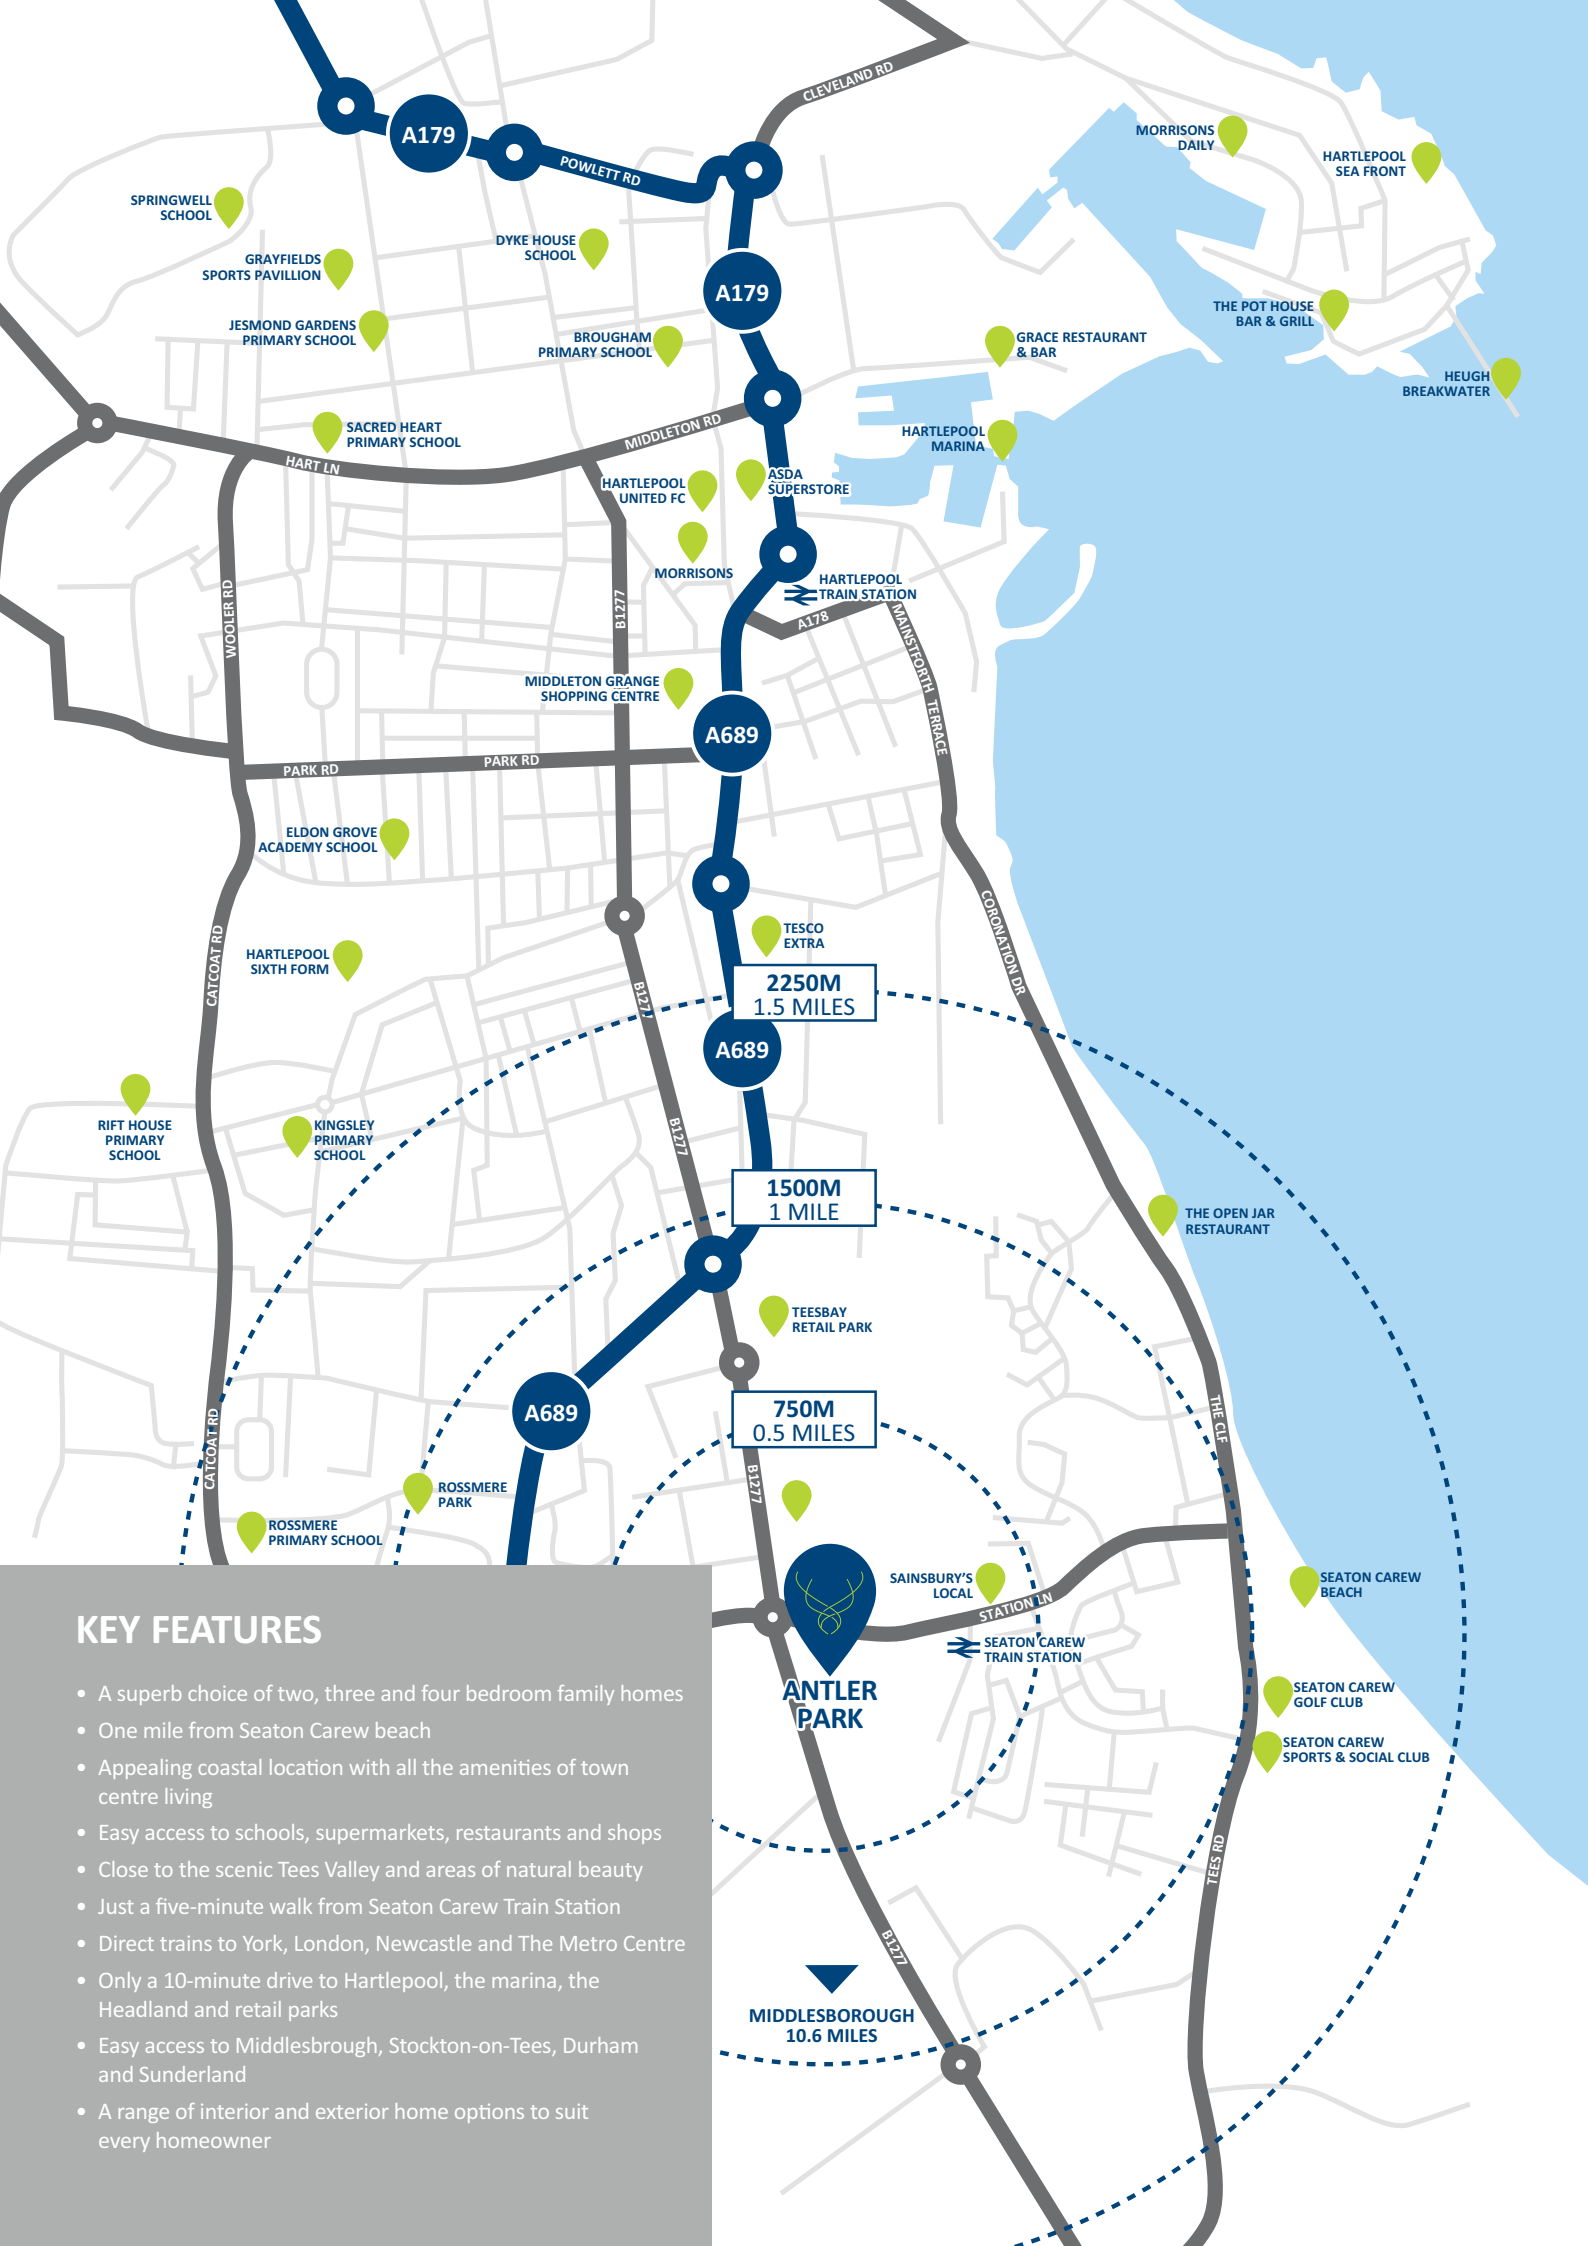 CLEVELAND RD
A179
POWLETT RD
MORRISONS
DAILY
HARTLEPOOL
SEA FRONT
SPRINGWELL
SCHOOL
DYKE HOUSE
SCHOOL
GRAYFIELDS
SPORTS PAVILLION
A179
THE POT HOUSE
BAR & GRILL
JESMOND GARDENS
PRIMARY SCHOOL
BROUGHAM
PRIMARY SCHOOL
GRACE RESTAURANT
& BAR
HEUGH
BREAKWATER
SACRED HEART
PRIMARY SCHOOL
MIDDLETON RD
HARTLEPOOL
MARINA
HART LN
HARTLEPOOL
UNITED FC
ASDA
SUPERSTORE
MORRISONS
HARTLEPOOL
TRAIN STATION
WOOLER RD
B1277
A178
MAINSTFORTH TERRACE
MIDDLETON GRANGE
SHOPPING CENTRE
A689
PARK RD
PARK RD
ELDON GROVE
ACADEMY SCHOOL
TESCO
EXTRA
CORONATION DR
HARTLEPOOL
SIXTH FORM
CATCOAT RD
B1277
2250M
1.5 MILES
A689
RIFT HOUSE
PRIMARY
SCHOOL
KINGSLEY
PRIMARY
SCHOOL
B1277
1500M
1 MILE
THE OPEN JAR
RESTAURANT
TEESBAY
RETAIL PARK
A689
750M
0.5 MILES
THE CLF
CATCOAT RD
B1277
ROSSMERE
PARK
ROSSMERE
PRIMARY SCHOOL
SAINSBURY'S
LOCAL
STATION LN
SEATON CAREW
BEACH
SEATON CAREW
TRAIN STATION
ANTLER
PARK
SEATON CAREW
GOLF CLUB
SEATON CAREW
SPORTS & SOCIAL CLUB
TEES RD
B1277
MIDDLESBOROUGH
10.6 MILES
KEY FEATURES
• A superb choice of two, three and four bedroom family homes
• One mile from Seaton Carew beach
• Appealing coastal location with all the amenities of town
centre living
• Easy access to schools, supermarkets, restaurants and shops
• Close to the scenic Tees Valley and areas of natural beauty
• Just a five-minute walk from Seaton Carew Train Station
• Direct trains to York, London, Newcastle and The Metro Centre
• Only a 10-minute drive to Hartlepool, the marina, the
Headland and retail parks
• Easy access to Middlesbrough, Stockton-on-Tees, Durham
and Sunderland
• A range of interior and exterior home options to suit
every homeowner